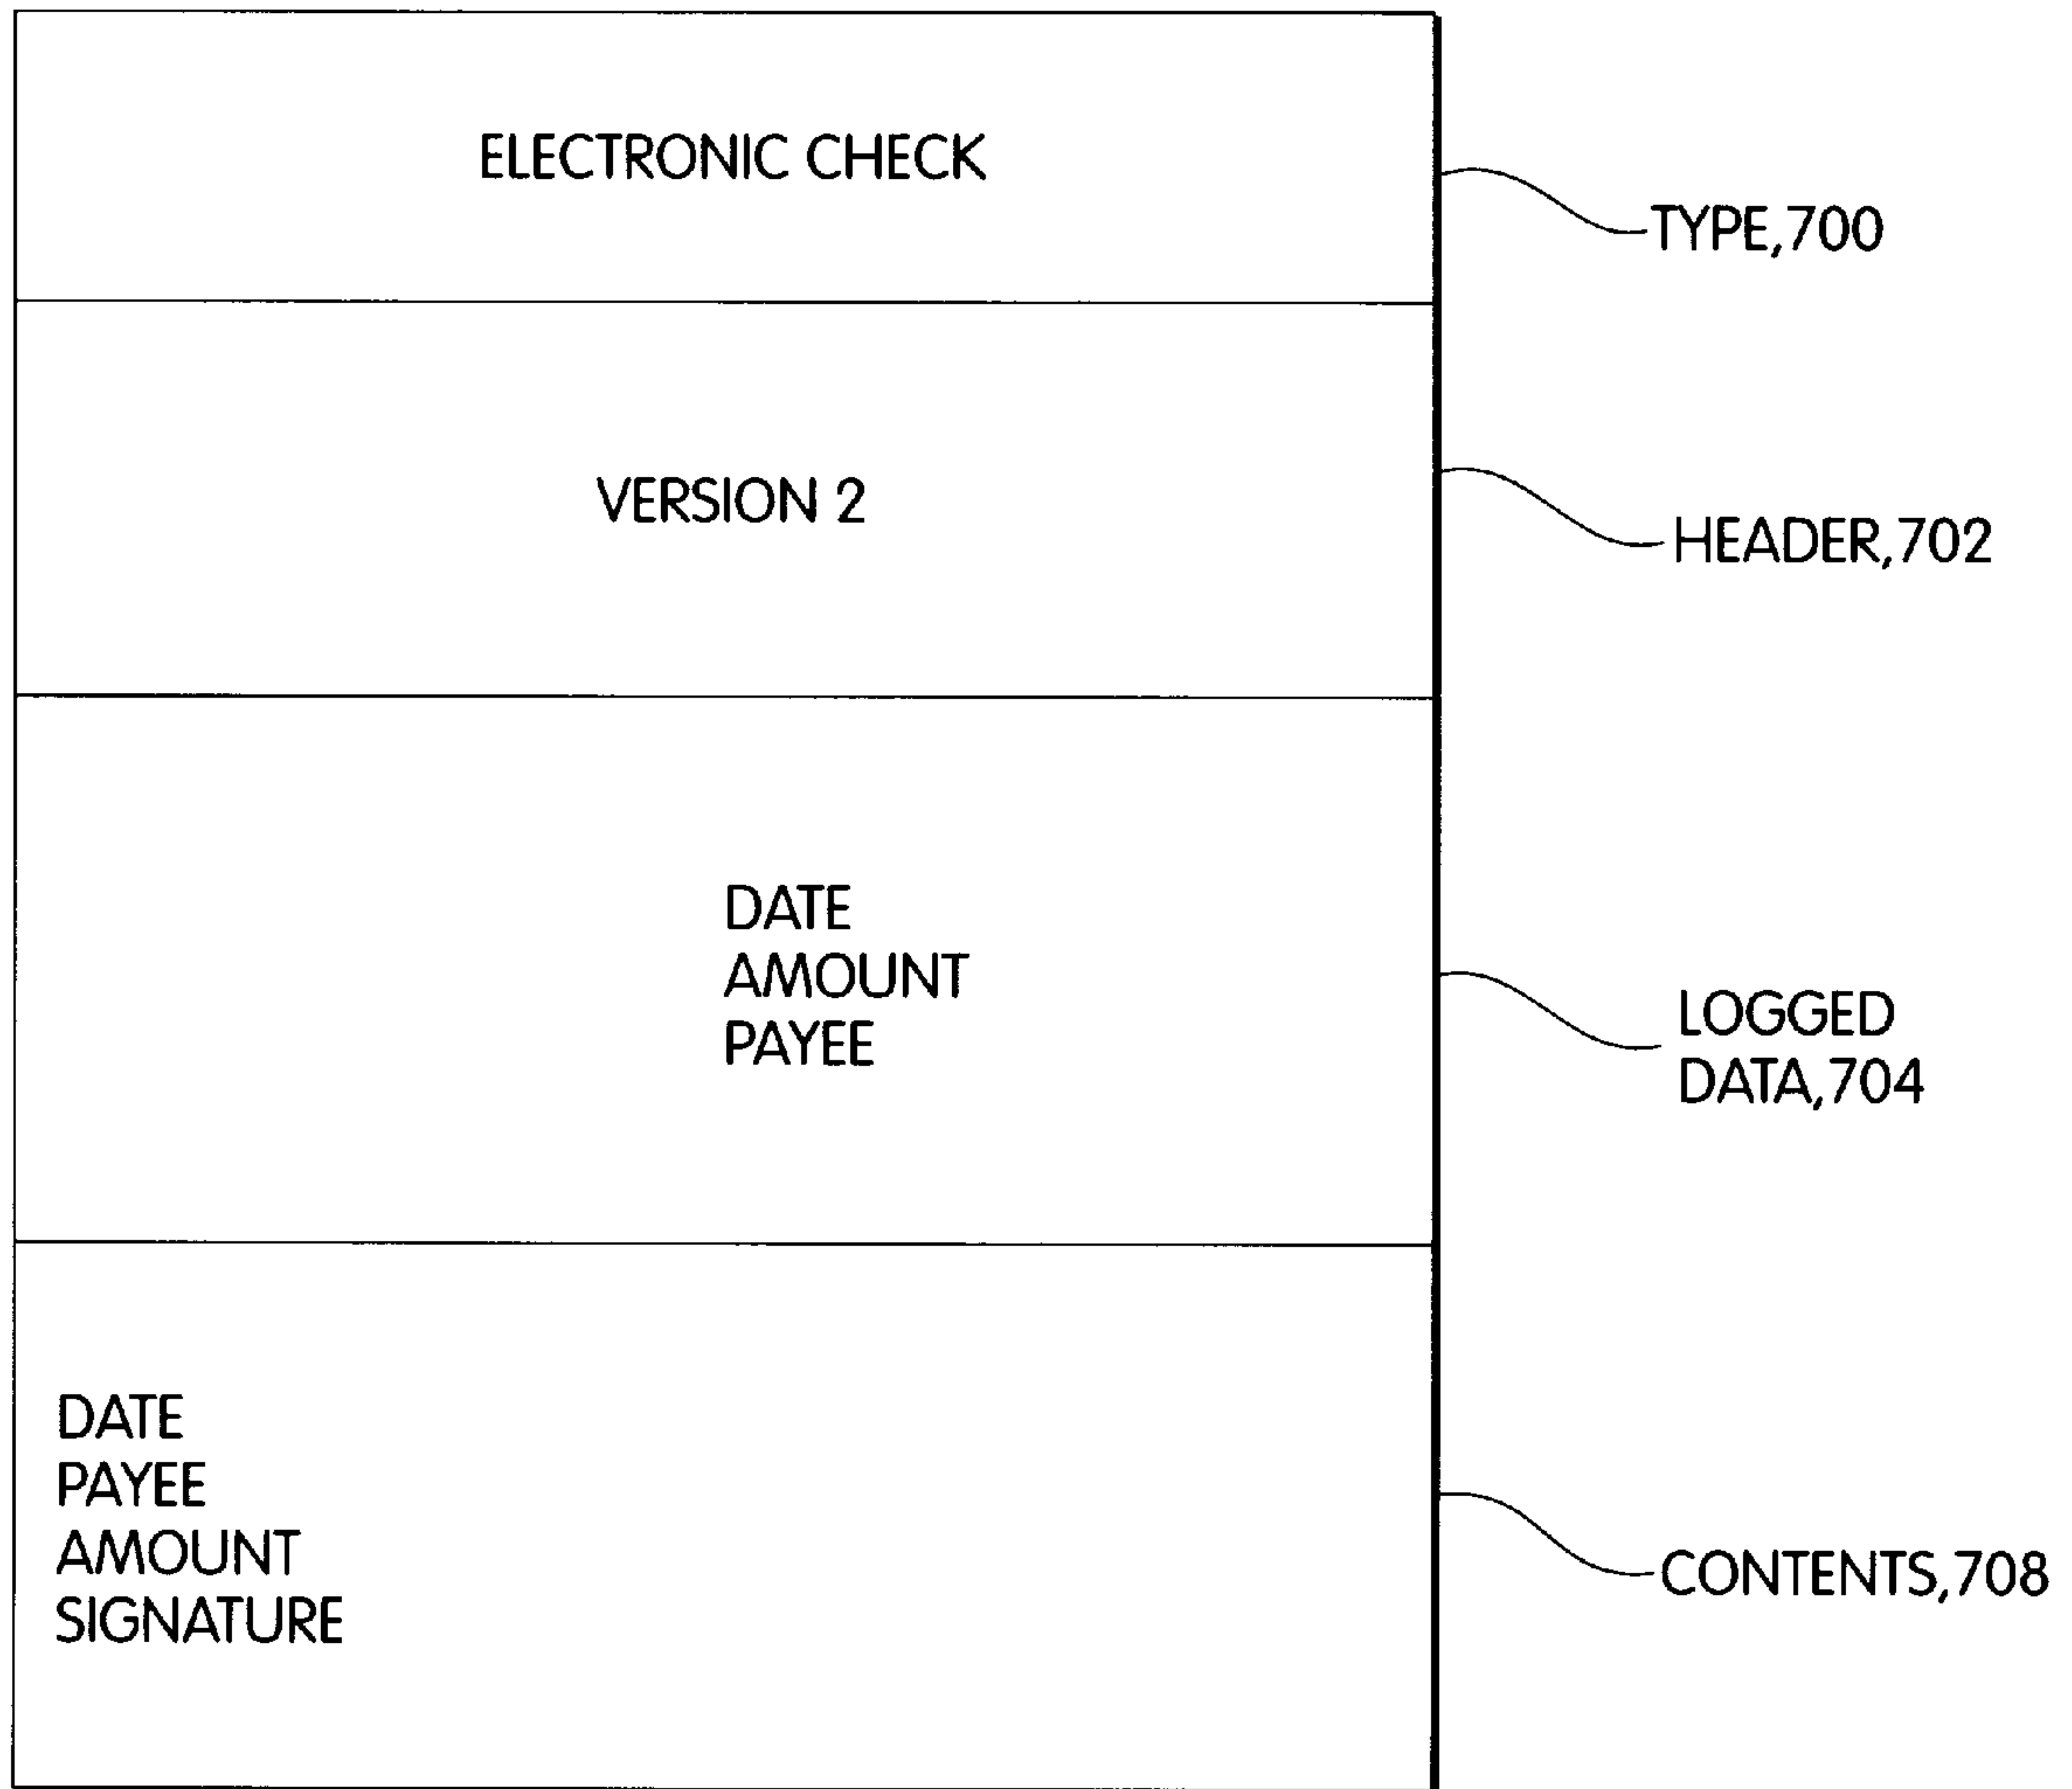 ELECTRONIC CHECK
TYPE,700
VERSION 2
HEADER,702
DATE
AMOUNT
PAYEE
LOGGED
DATA,704
DATE
PAYEE
AMOUNT
SIGNATURE
CONTENTS,708